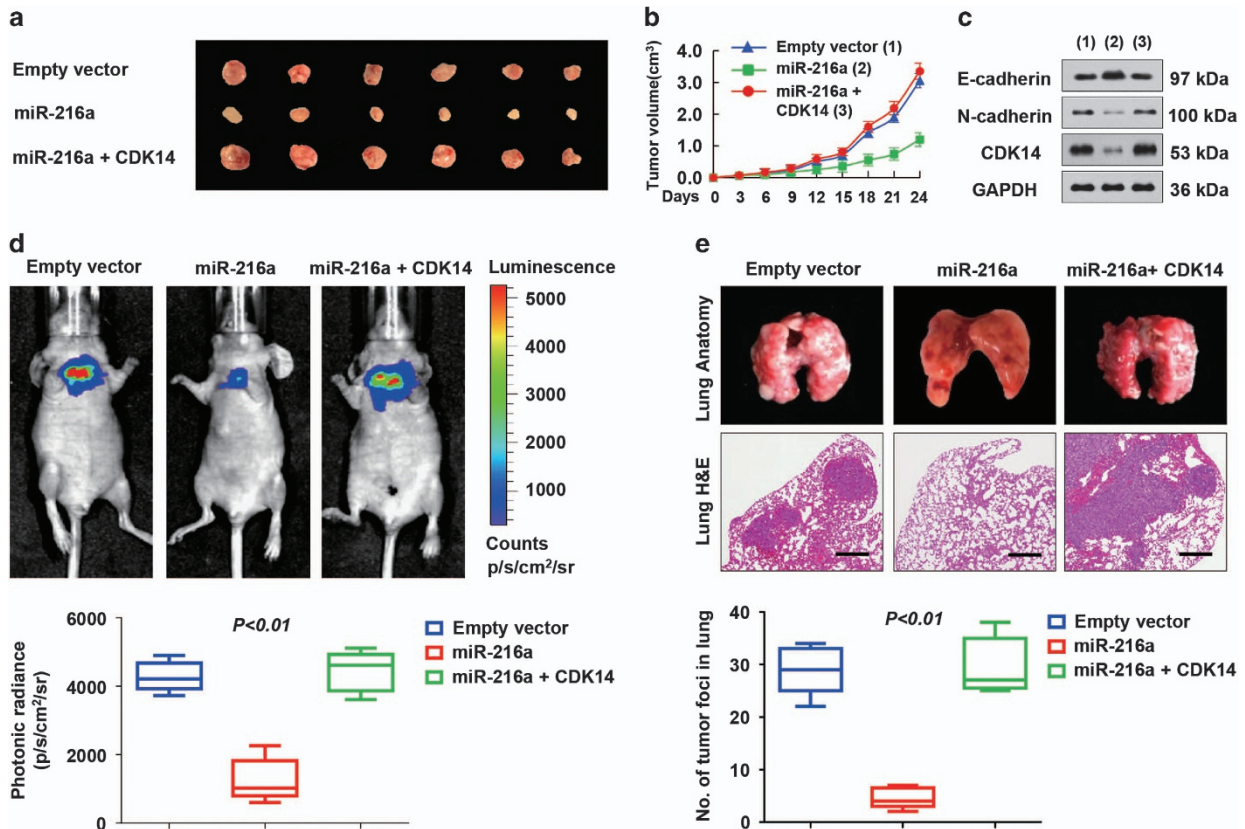 a
Empty vector
miR-216a
miR-216a + CDK14
b
Tumor volume(cm³)
4.0
3.0
2.0
1.0
0.0
Empty vector (1)
miR-216a (2)
miR-216a +
CDK14 (3)
Days 0 3 6 9 12 15 18 21 24
c
(1) (2) (3)
E-cadherin 97 kDa
N-cadherin 100 kDa
CDK14 53 kDa
GAPDH 36 kDa
d
Empty vector miR-216a miR-216a + CDK14
Luminescence
5000
4000
3000
2000
1000
Counts
p/s/cm²/sr
Photonic radiance
(p/s/cm²/sr)
6000
4000
2000
0
P<0.01
Empty vector
miR-216a
miR-216a + CDK14
e
Empty vector miR-216a miR-216a+ CDK14
Lung Anatomy
Lung H&E
No. of tumor foci in lung
40
30
20
10
0
P<0.01
Empty vector
miR-216a
miR-216a + CDK14